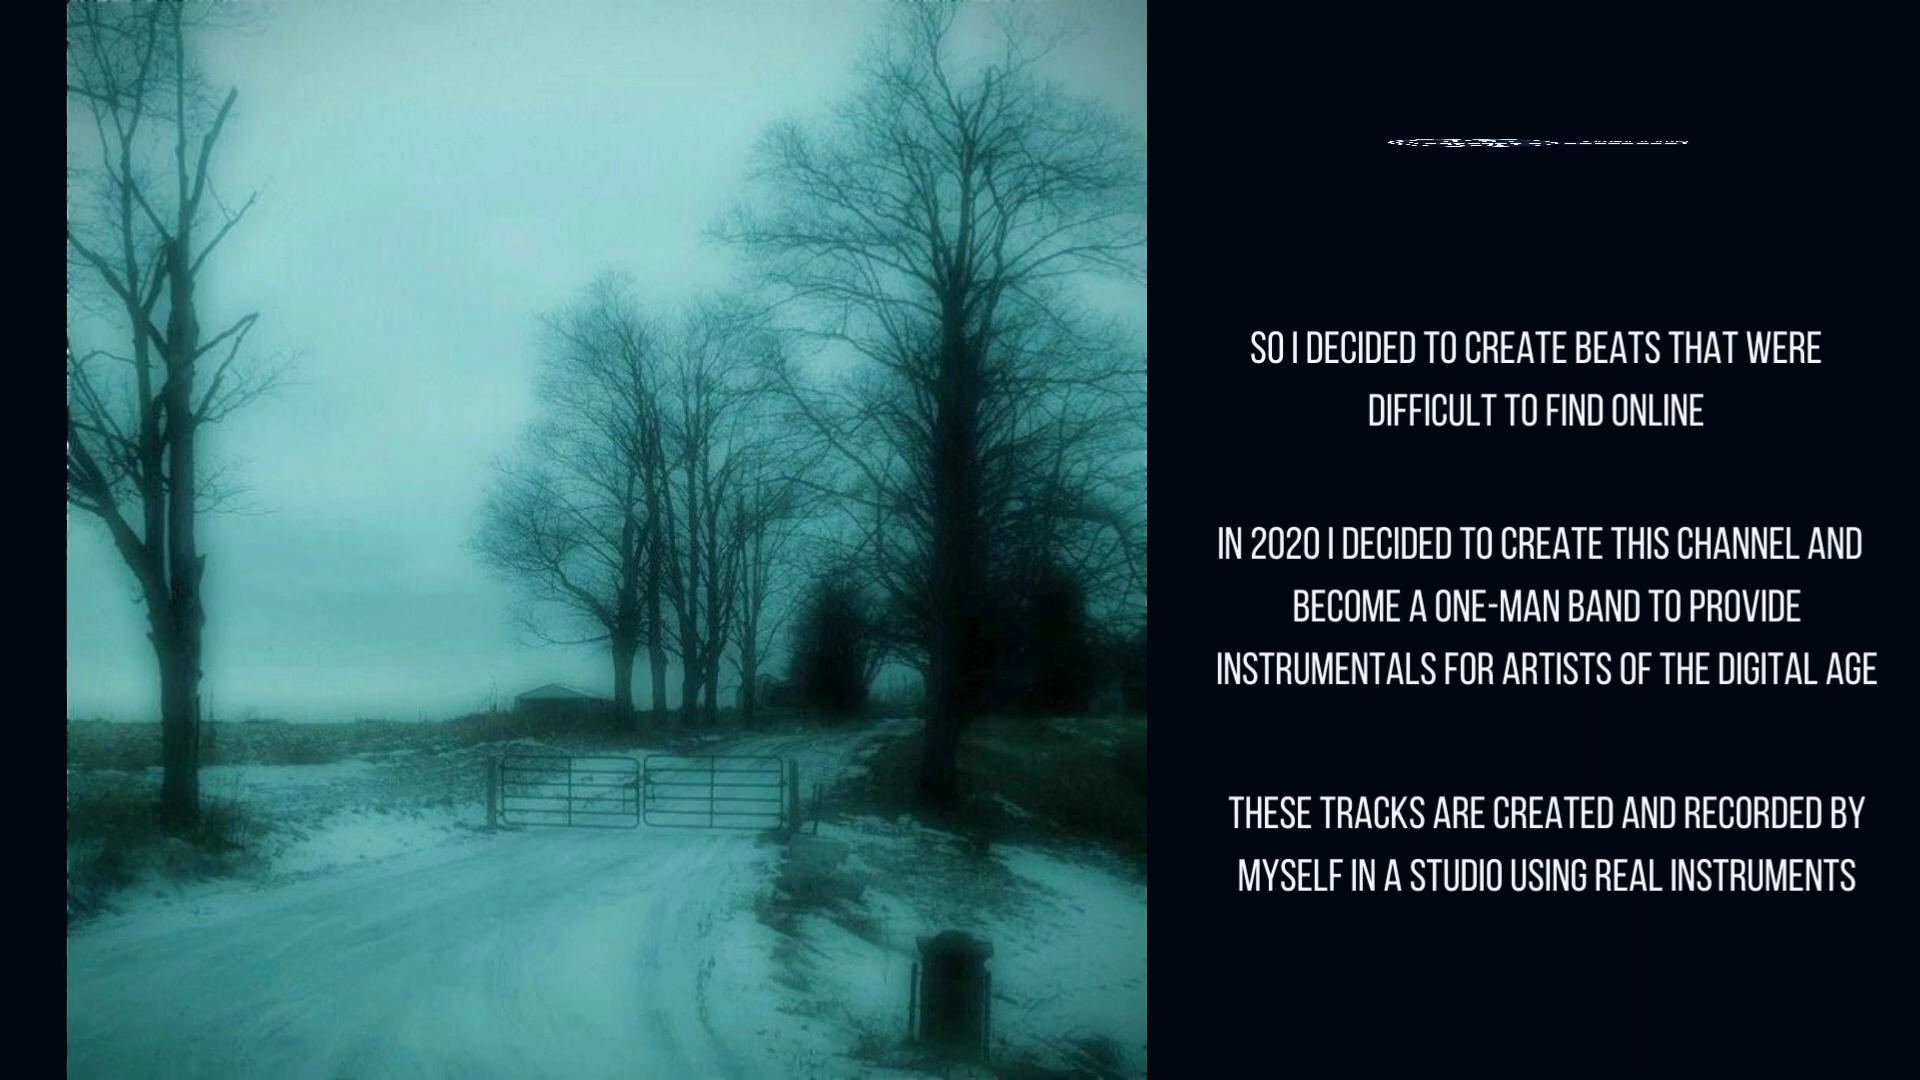 SO I DECIDED TO CREATE BEATS THAT WERE
DIFFICULT TO FIND ONLINE
IN 2020 I DECIDED TO CREATE THIS CHANNEL AND
BECOME A ONE-MAN BAND TO PROVIDE
INSTRUMENTALS FOR ARTISTS OF THE DIGITAL AGE
THESE TRACKS ARE CREATED AND RECORDED BY
MYSELF IN A STUDIO USING REAL INSTRUMENTS